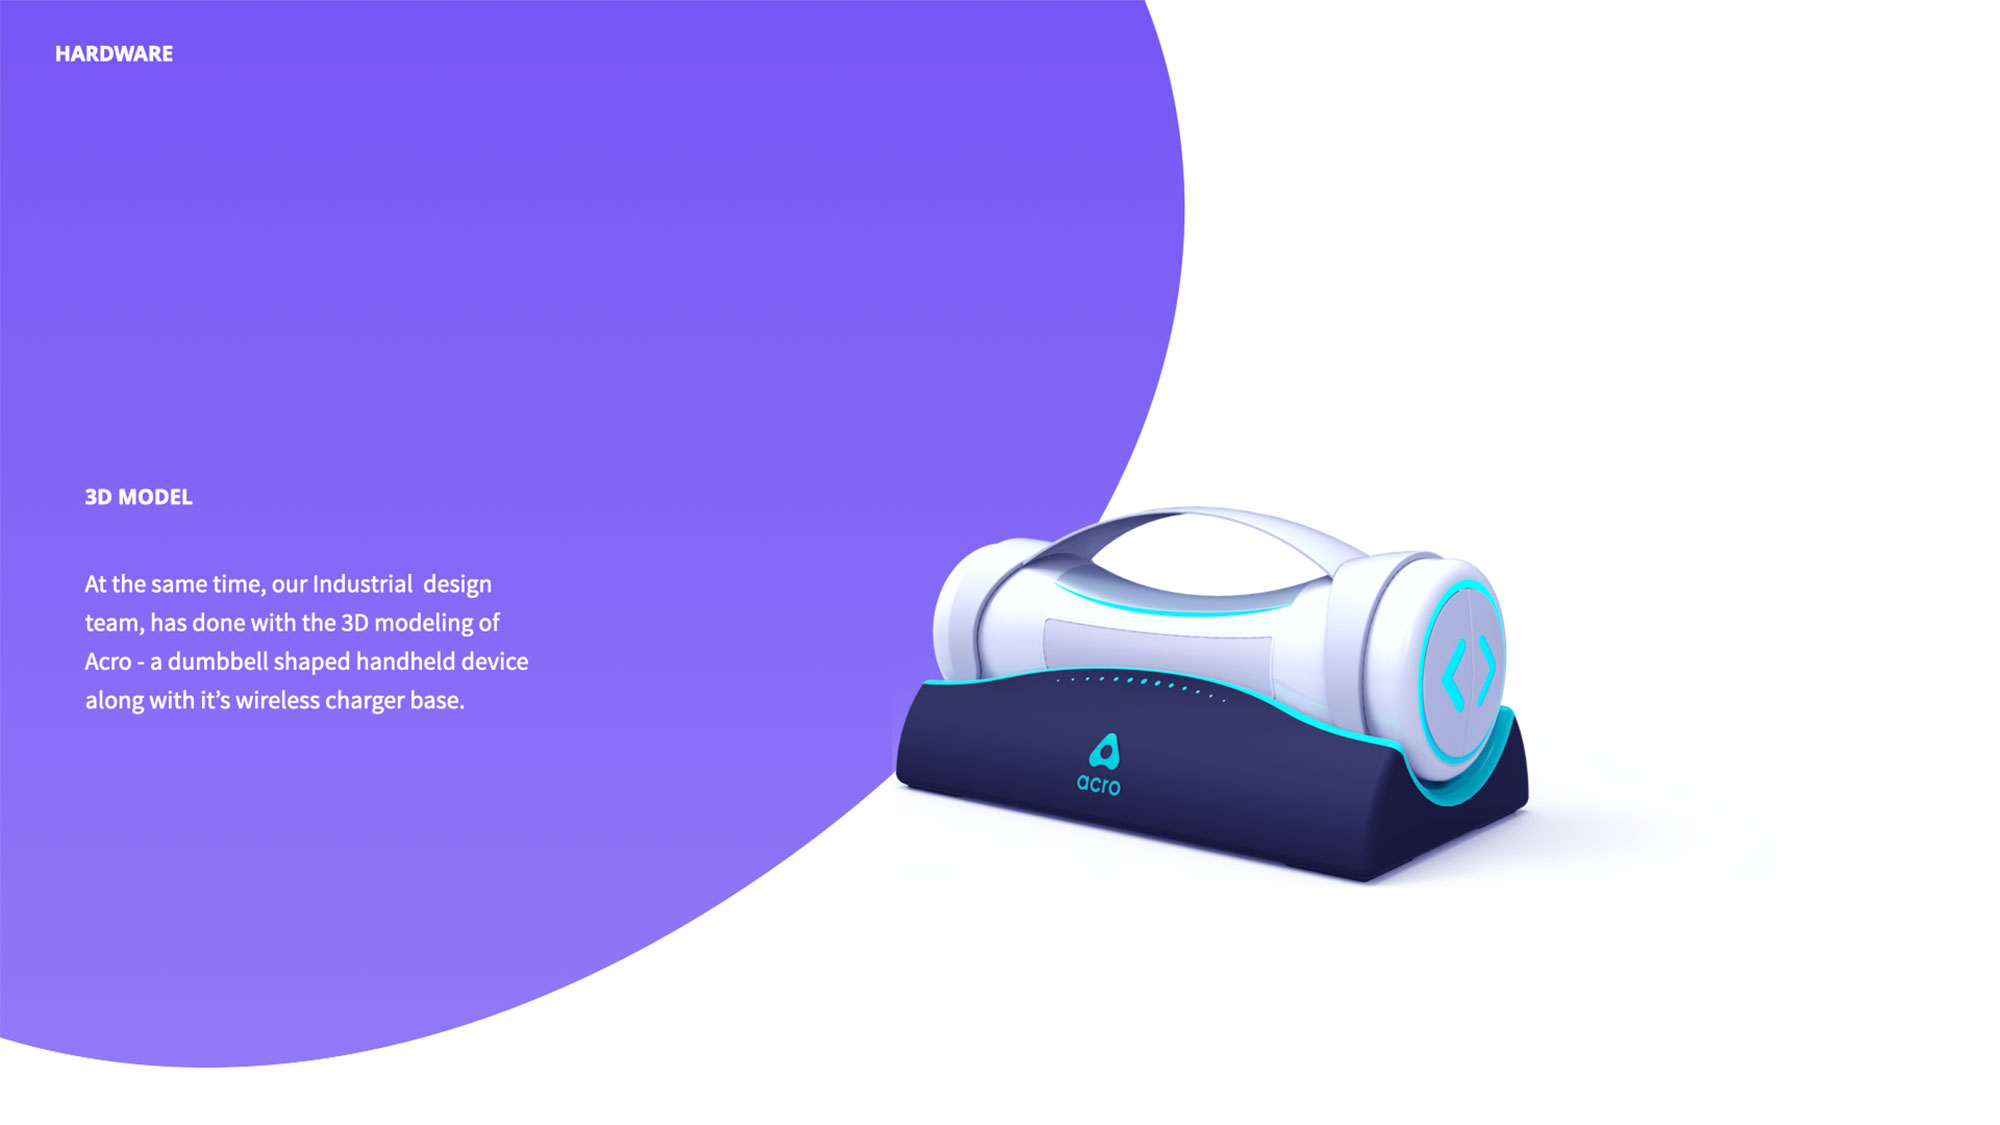 HARDWARE
3D MODEL
At the same time, our Industrial  design
team, has done with the 3D modeling of
Acro - a dumbbell shaped handheld device
along with it’s wireless charger base.
acro